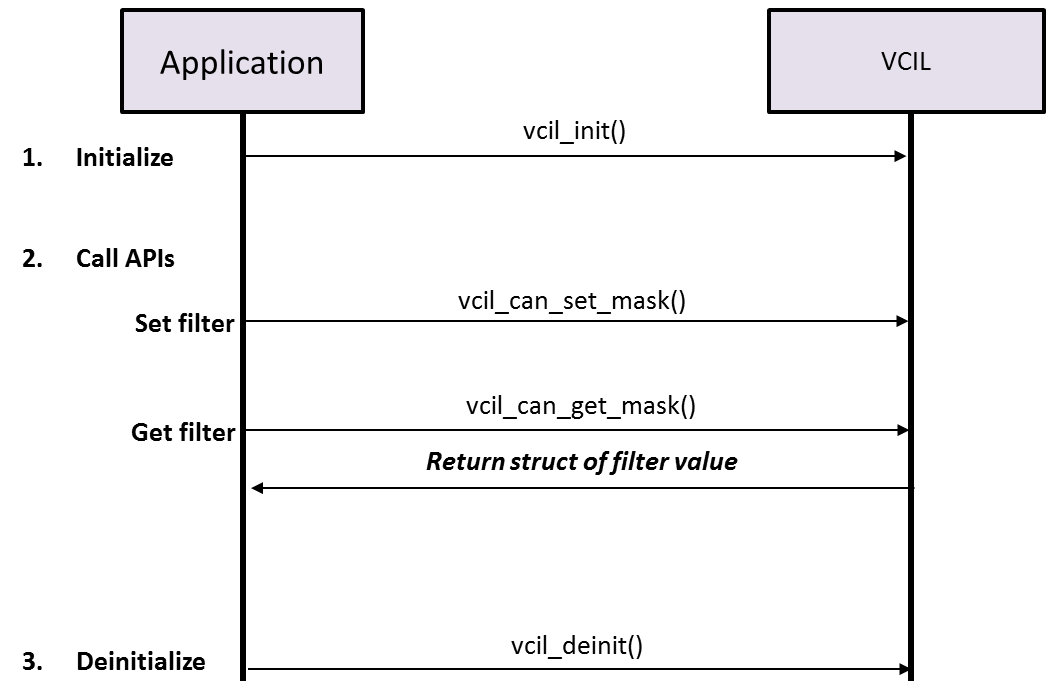 Application
VCIL
vcil_init()
1. Initialize
2. Call APIs
vcil_can_set_mask()
Set filter
vcil_can_get_mask()
Get filter
Return struct of filter value
vcil_deinit()
3. Deinitialize